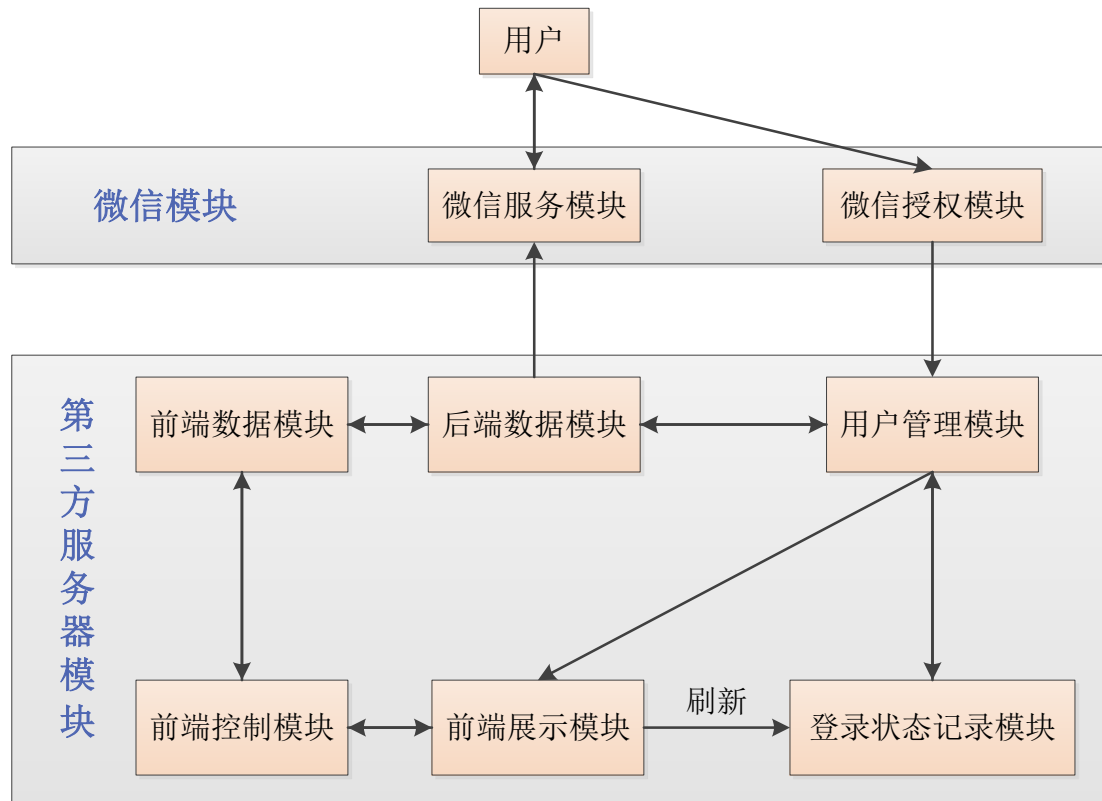 用户
微信模块
微信服务模块
微信授权模块
第三方服务器模块
前端数据模块
后端数据模块
用户管理模块
前端控制模块
前端展示模块
刷新
登录状态记录模块